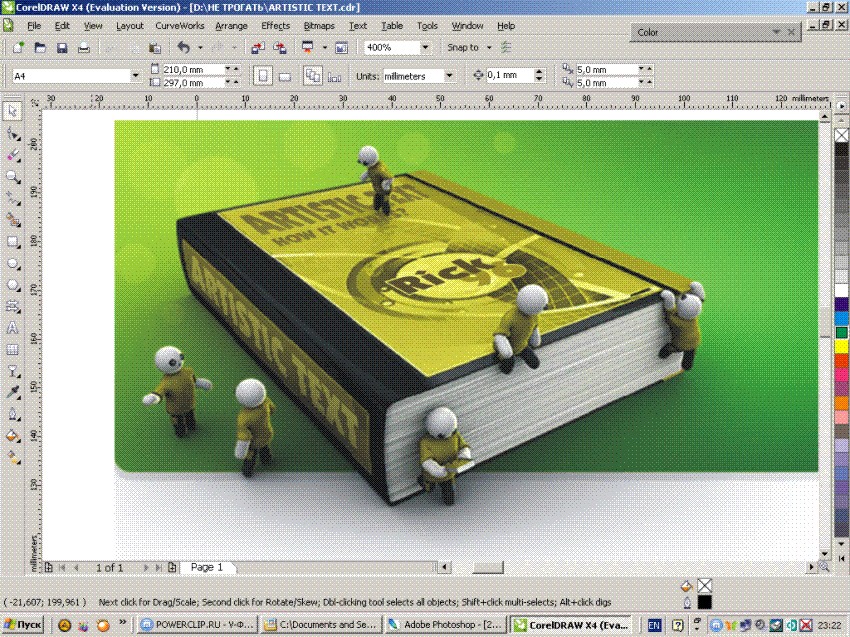 CorelDRAW X4 (Evaluation Version) - [D:\НЕ ТРОГАТЬ\ARTISTIC TEXT.cdr]
File Edit View Layout CurveWorks Arrange Effects Bitmaps Text Table Tools Window Help
Color
400% Snap to
A4 210,0 mm 297,0 mm Units: millimeters 0,1 mm 5,0 mm 5,0 mm
30 20 10 0 10 20 30 40 50 60 70 80 90 100 110 120 millimeters
200
190
180
170
160
150
140
130
millimeters
ARTISTIC TEXT
HOW IT WORKS?
Rick
98
ARTISTIC TEXT
1 of 1 Page 1
( -21,607; 199,961 ) Next click for Drag/Scale; Second click for Rotate/Skew; Dbl-clicking tool selects all objects; Shift+click multi-selects; Alt+click digs
Пуск POWERCLIP.RU - У-Ф... C:\Documents and Se... Adobe Photoshop - [2... CorelDRAW X4 (Eva... EN 23:22